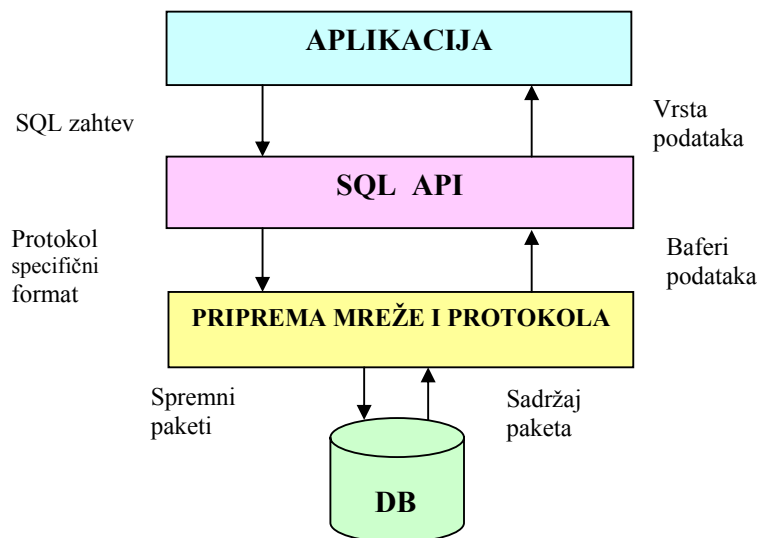 APLIKACIJA
SQL zahtev
Vrsta
podataka
SQL API
Protokol
specifični
format
Baferi
podataka
PRIPREMA MREŽE I PROTOKOLA
Spremni
paketi
Sadržaj
paketa
DB